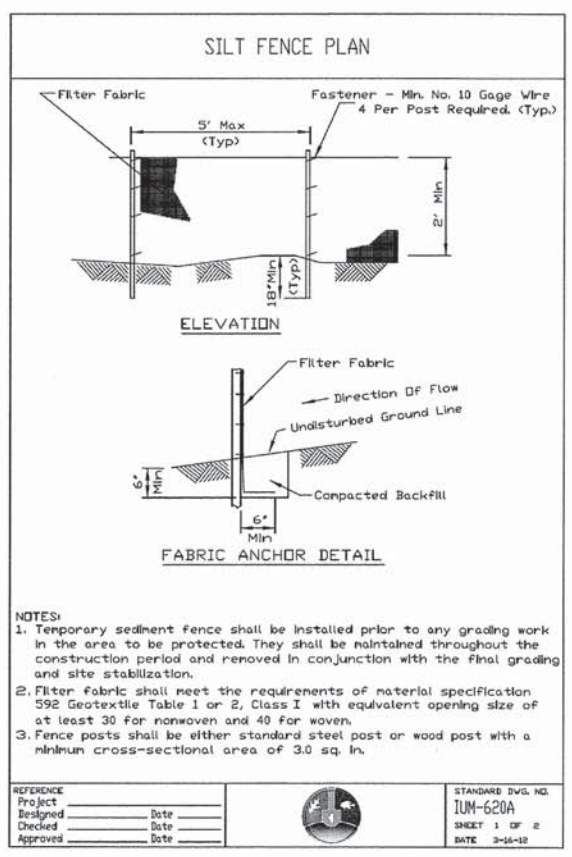 SILT FENCE PLAN
Filter Fabric
Fastener - Min. No. 10 Gage Wire
4 Per Post Required. (Typ.)
5' Max
(Typ)
2' Min
18"Min
(Typ)
ELEVATION
Filter Fabric
Direction Of Flow
Undisturbed Ground Line
6"
Min
Compacted Backfill
6"
Min
FABRIC ANCHOR DETAIL
NOTES:
1. Temporary sediment fence shall be installed prior to any grading work
in the area to be protected. They shall be maintained throughout the
construction period and removed in conjunction with the final grading
and site stabilization.
2. Filter fabric shall meet the requirements of material specification
592 Geotextile Table 1 or 2, Class I with equivalent opening size of
at least 30 for nonwoven and 40 for woven.
3. Fence posts shall be either standard steel post or wood post with a
minimum cross-sectional area of 3.0 sq. in.
REFERENCE
Project
Designed Date
Checked Date
Approved Date
STANDARD DWG. NO.
IUM-620A
SHEET 1 OF 2
DATE 3-16-12